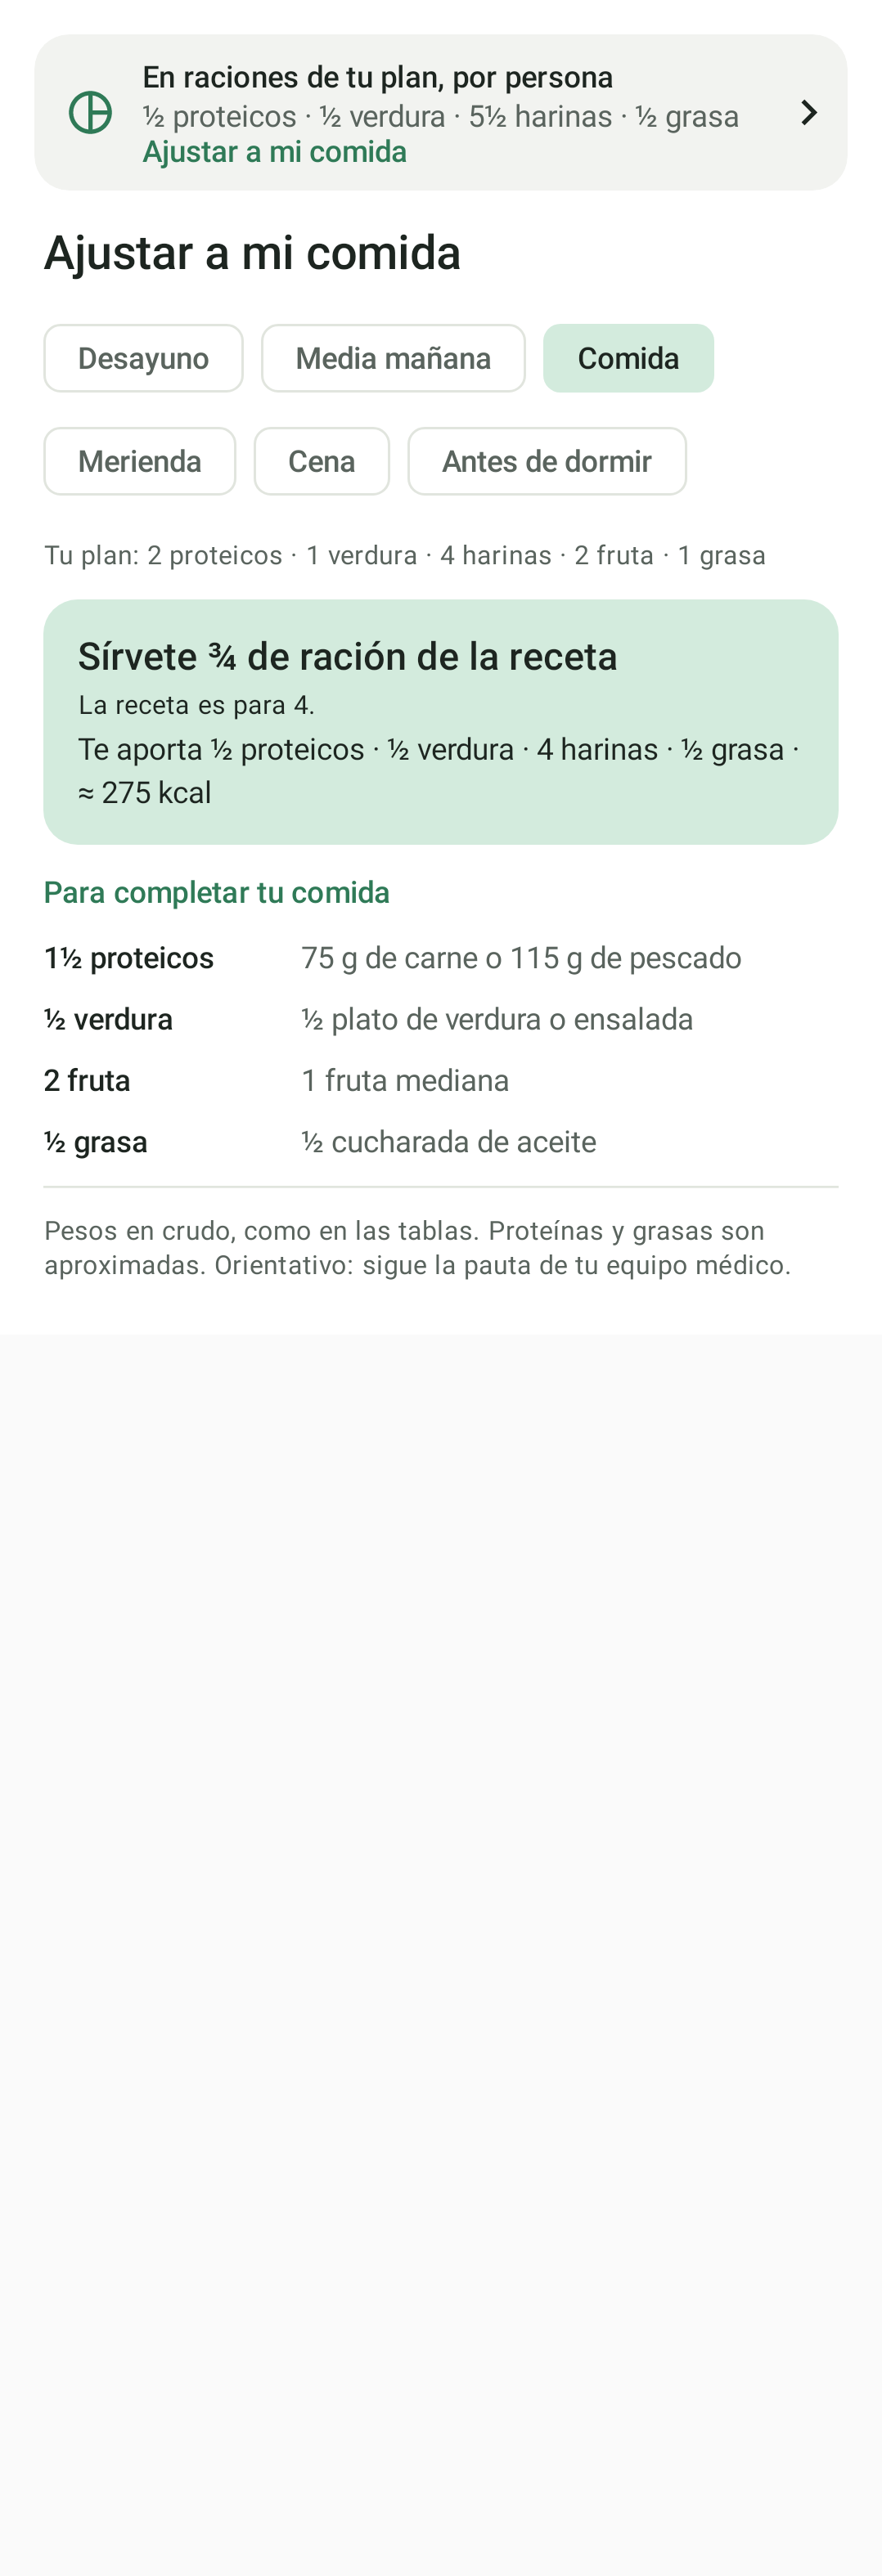 En raciones de tu plan, por persona
½ proteicos · ½ verdura · 5½ harinas · ½ grasa
Ajustar a mi comida
Ajustar a mi comida
Desayuno
Media mañana
Comida
Merienda
Cena
Antes de dormir
Tu plan: 2 proteicos · 1 verdura · 4 harinas · 2 fruta · 1 grasa
Sírvete ¾ de ración de la receta
La receta es para 4.
Te aporta ½ proteicos · ½ verdura · 4 harinas · ½ grasa ·
≈ 275 kcal
Para completar tu comida
1½ proteicos 75 g de carne o 115 g de pescado
½ verdura ½ plato de verdura o ensalada
2 fruta 1 fruta mediana
½ grasa ½ cucharada de aceite
Pesos en crudo, como en las tablas. Proteínas y grasas son
aproximadas. Orientativo: sigue la pauta de tu equipo médico.